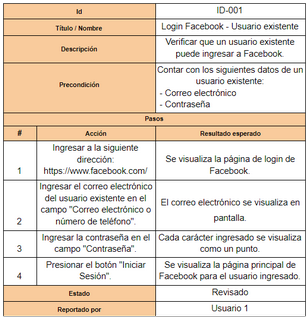 Id
ID-001
Título / Nombre
Login Facebook - Usuario existente
Descripción
Verificar que un usuario existente
puede ingresar a Facebook.
Precondición
Contar con los siguientes datos de un
usuario existente:
- Correo electrónico
- Contraseña
Pasos
#
Acción
Resultado esperado
1
Ingresar a la siguiente
dirección:
https://www.facebook.com/
Se visualiza la página de login de
Facebook.
2
Ingresar el correo electrónico
del usuario existente en el
campo "Correo electrónico o
número de teléfono".
El correo electrónico se visualiza en
pantalla.
3
Ingresar la contraseña en el
campo "Contraseña".
Cada carácter ingresado se visualiza
como un punto.
4
Presionar el botón "Iniciar
Sesión".
Se visualiza la página principal de
Facebook para el usuario ingresado.
Estado
Revisado
Reportado por
Usuario 1